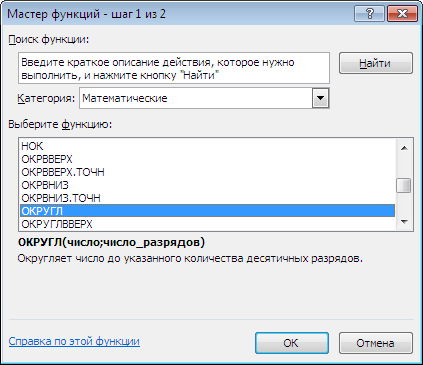 Мастер функций - шаг 1 из 2
Поиск функции:
Введите краткое описание действия, которое нужно
выполнить, и нажмите кнопку "Найти"
Найти
Категория: Математические
Выберите функцию:
НОК
ОКРВВЕРХ
ОКРВВЕРХ.ТОЧН
ОКРВНИЗ
ОКРВНИЗ.ТОЧН
ОКРУГЛ
ОКРУГЛВВЕРХ
ОКРУГЛ(число;число_разрядов)
Округляет число до указанного количества десятичных разрядов.
Справка по этой функции
ОК
Отмена